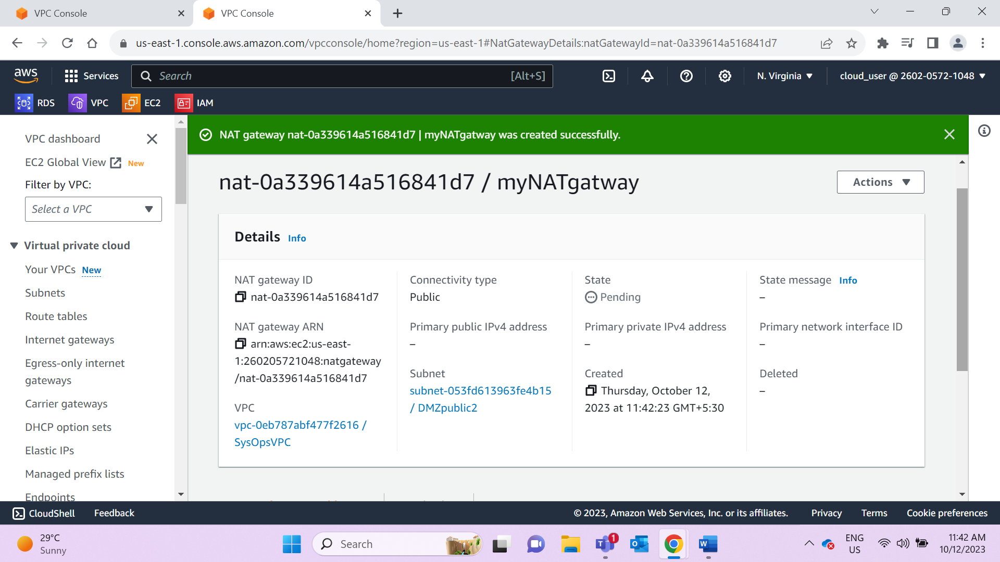 VPC Console
VPC Console
us-east-1.console.aws.amazon.com/vpcconsole/home?region=us-east-1#NatGatewayDetails:natGatewayId=nat-0a339614a516841d7
aws
Services
Search
[Alt+S]
N. Virginia
cloud_user @ 2602-0572-1048
RDS
VPC
EC2
IAM
VPC dashboard
EC2 Global View New
Filter by VPC:
Select a VPC
Virtual private cloud
Your VPCs New
Subnets
Route tables
Internet gateways
Egress-only internet
gateways
Carrier gateways
DHCP option sets
Elastic IPs
Managed prefix lists
Endpoints
NAT gateway nat-0a339614a516841d7 | myNATgatway was created successfully.
nat-0a339614a516841d7 / myNATgatway
Actions
Details Info
NAT gateway ID
nat-0a339614a516841d7
NAT gateway ARN
arn:aws:ec2:us-east-
1:260205721048:natgateway
/nat-0a339614a516841d7
VPC
vpc-0eb787abf477f2616 /
SysOpsVPC
Connectivity type
Public
Primary public IPv4 address
–
Subnet
subnet-053fd613963fe4b15
/ DMZpublic2
State
Pending
Primary private IPv4 address
–
Created
Thursday, October 12,
2023 at 11:42:23 GMT+5:30
State message Info
–
Primary network interface ID
–
Deleted
–
CloudShell
Feedback
© 2023, Amazon Web Services, Inc. or its affiliates.
Privacy
Terms
Cookie preferences
29°C
Sunny
Search
1
ENG
US
11:42 AM
10/12/2023